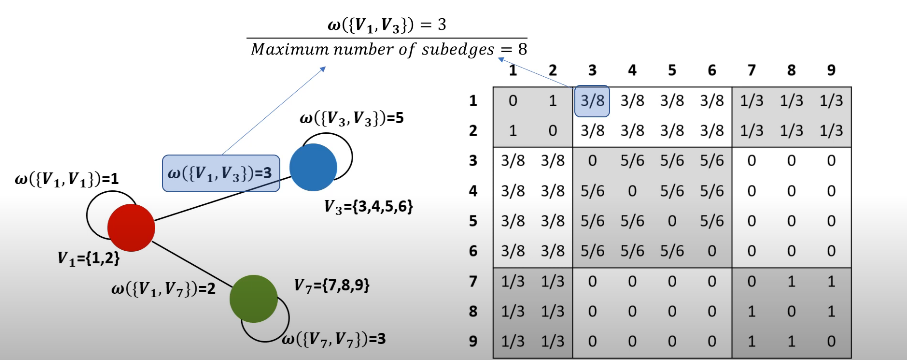 ω({V₁,V₃}) = 3
Maximum number of subedges = 8
ω({V₃,V₃})=5
ω({V₁,V₃})=3
ω({V₁,V₁})=1
V₃={3,4,5,6}
V₁={1,2}
ω({V₁,V₇})=2
V₇={7,8,9}
ω({V₇,V₇})=3
1 2 3 4 5 6 7 8 9
1 0 1 3/8 3/8 3/8 3/8 1/3 1/3 1/3
2 1 0 3/8 3/8 3/8 3/8 1/3 1/3 1/3
3 3/8 3/8 0 5/6 5/6 5/6 0 0 0
4 3/8 3/8 5/6 0 5/6 5/6 0 0 0
5 3/8 3/8 5/6 5/6 0 5/6 0 0 0
6 3/8 3/8 5/6 5/6 5/6 0 0 0 0
7 1/3 1/3 0 0 0 0 0 1 1
8 1/3 1/3 0 0 0 0 1 0 1
9 1/3 1/3 0 0 0 0 1 1 0